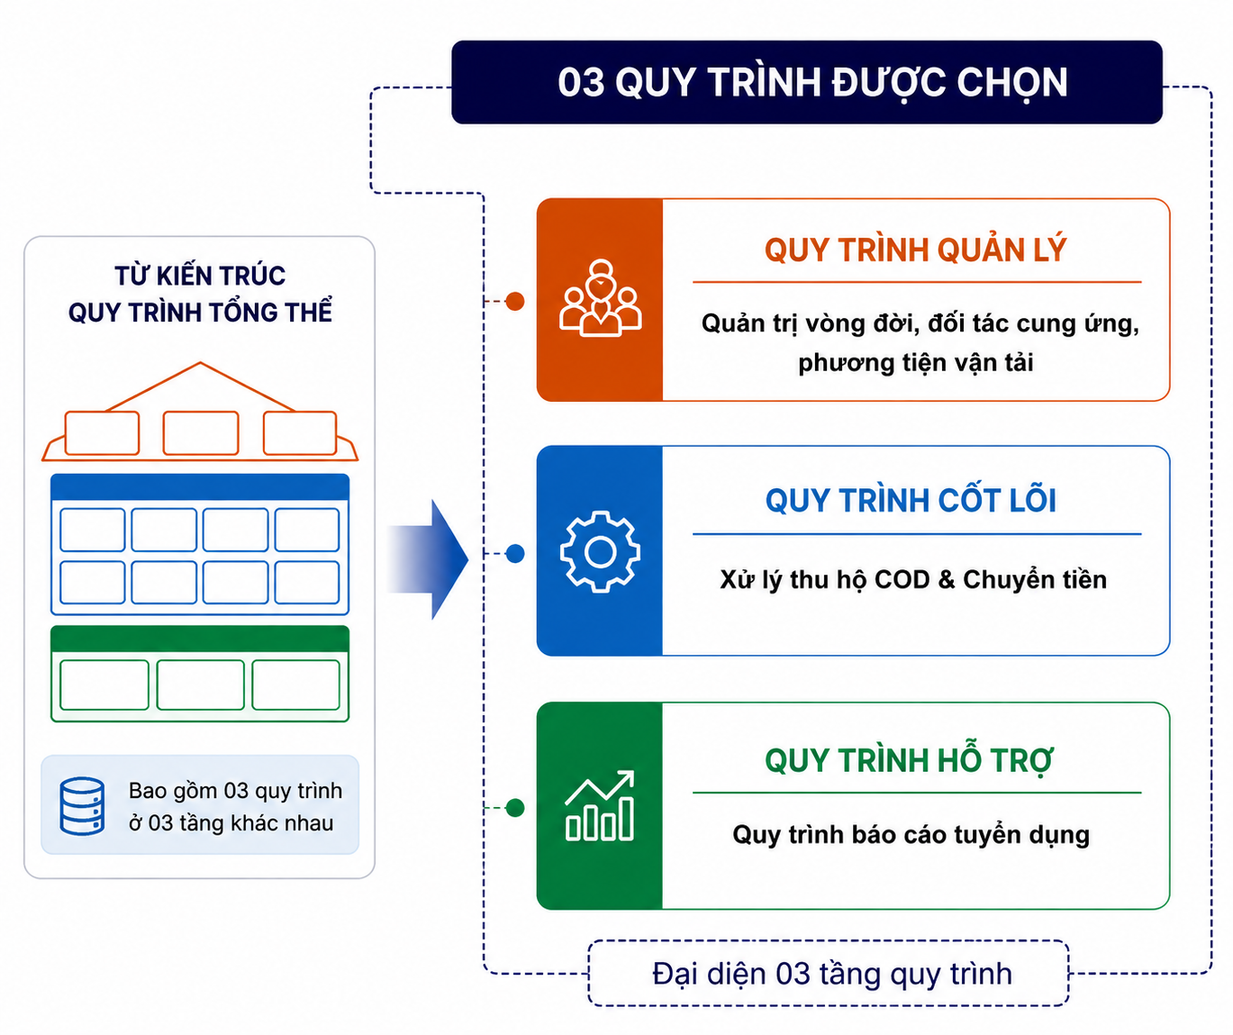 03 QUY TRÌNH ĐƯỢC CHỌN
TỪ KIẾN TRÚC
QUY TRÌNH TỔNG THỂ
Bao gồm 03 quy trình
ở 03 tầng khác nhau
QUY TRÌNH QUẢN LÝ
Quản trị vòng đời, đối tác cung ứng,
phương tiện vận tải
QUY TRÌNH CỐT LÕI
Xử lý thu hộ COD & Chuyển tiền
QUY TRÌNH HỖ TRỢ
Quy trình báo cáo tuyển dụng
Đại diện 03 tầng quy trình